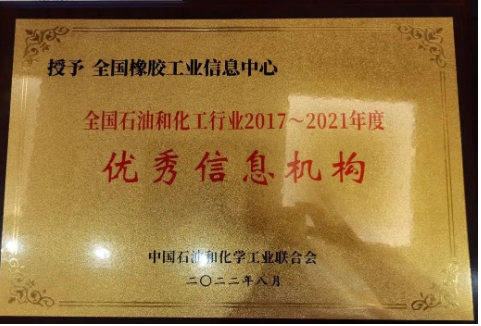 授予 全国橡胶工业信息中心
全国石油和化工行业2017～2021年度
优秀信息机构
中国石油和化学工业联合会
二〇二二年八月